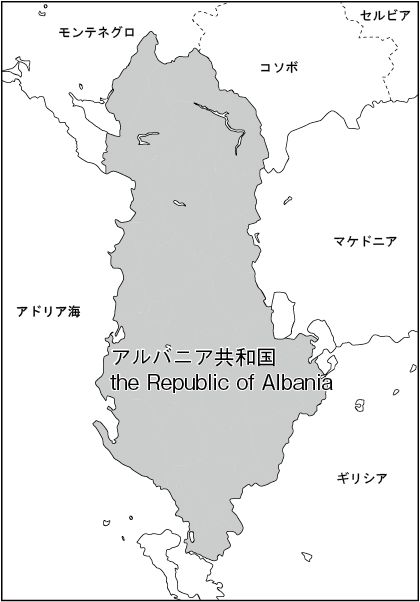 セルビア
モンテネグロ
コソボ
マケドニア
アドリア海
アルバニア共和国
the Republic of Albania
ギリシア